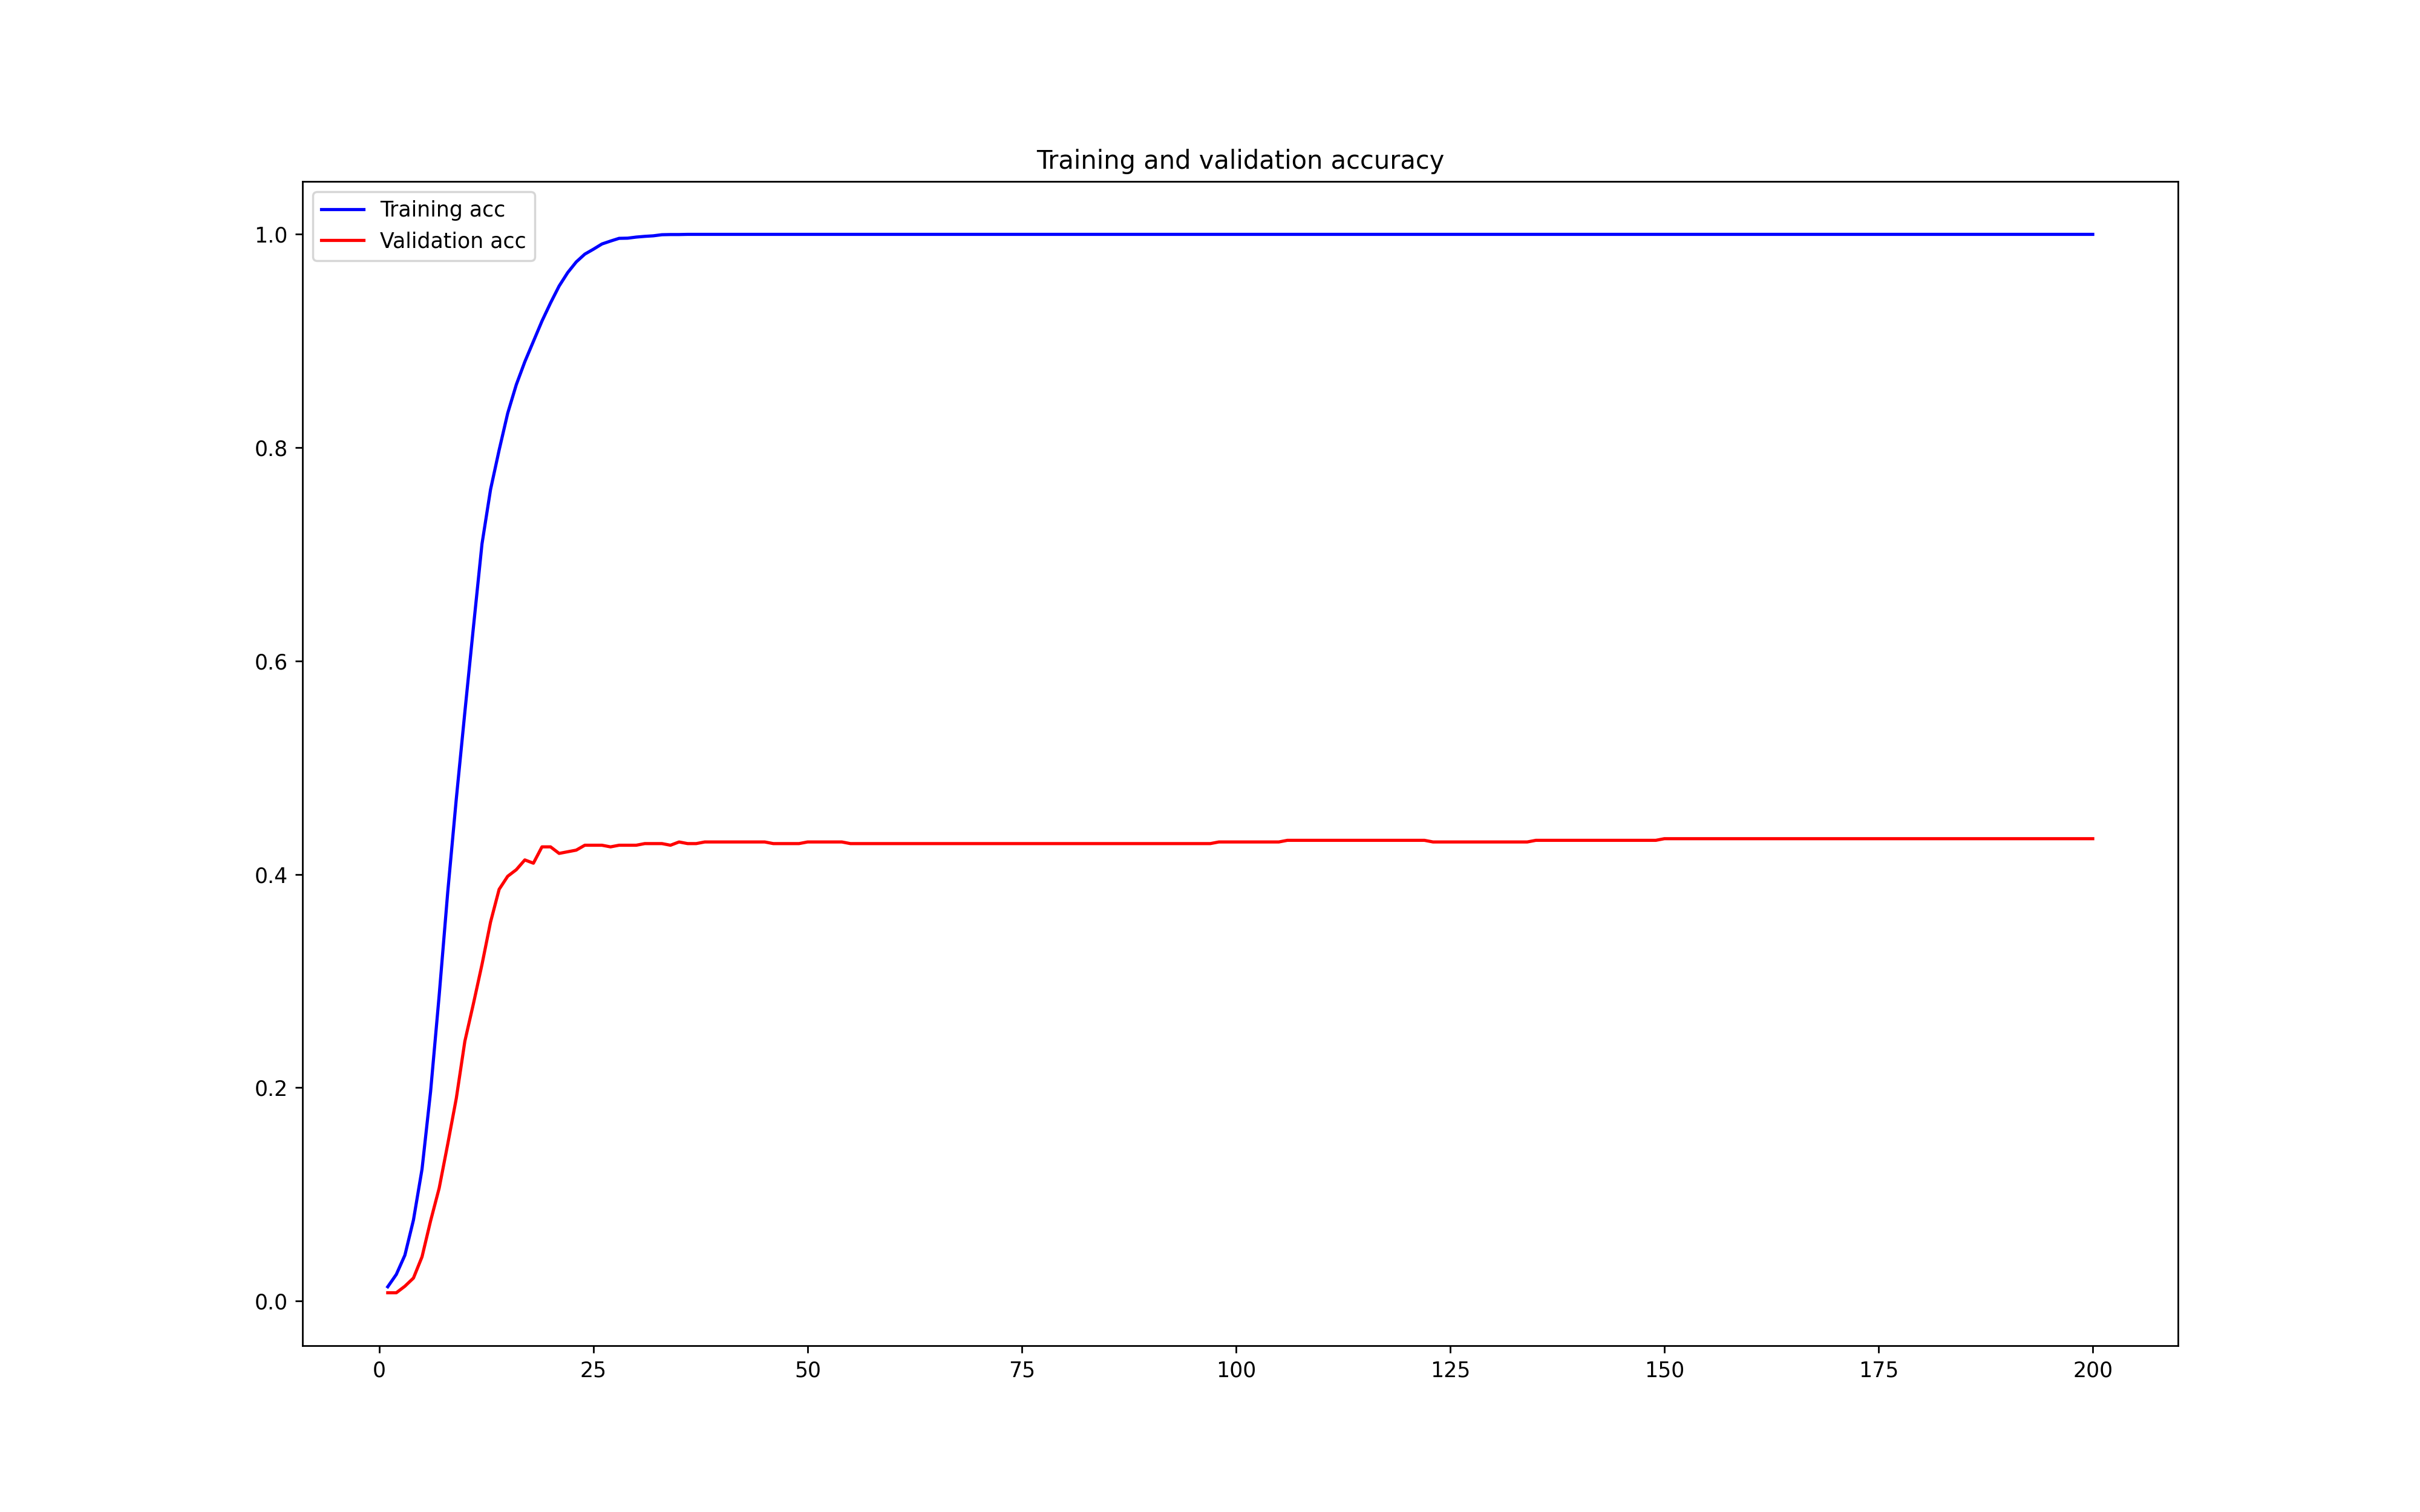 Training and validation accuracy
Training acc
Validation acc
1.0
0.8
0.6
0.4
0.2
0.0
0 25 50 75 100 125 150 175 200